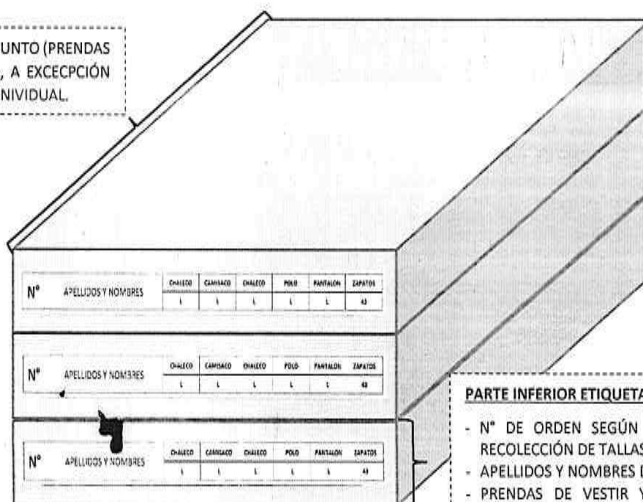 UNTO (PRENDAS
, A EXCECPCIÓN
NIVIDUAL.
N° APELLIDOS Y NOMBRES CHALECO CAMISACO CHALECO POLO PANTALON ZAPATOS
L L L L L 43
N° APELLIDOS Y NOMBRES CHALECO CAMISACO CHALECO POLO PANTALON ZAPATOS
L L L L L 43
N° APELLIDOS Y NOMBRES CHALECO CAMISACO CHALECO POLO PANTALON ZAPATOS
L L L L L 43
PARTE INFERIOR ETIQUETA
- N° DE ORDEN SEGÚN
RECOLECCIÓN DE TALLAS
- APELLIDOS Y NOMBRES
- PRENDAS DE VESTIR